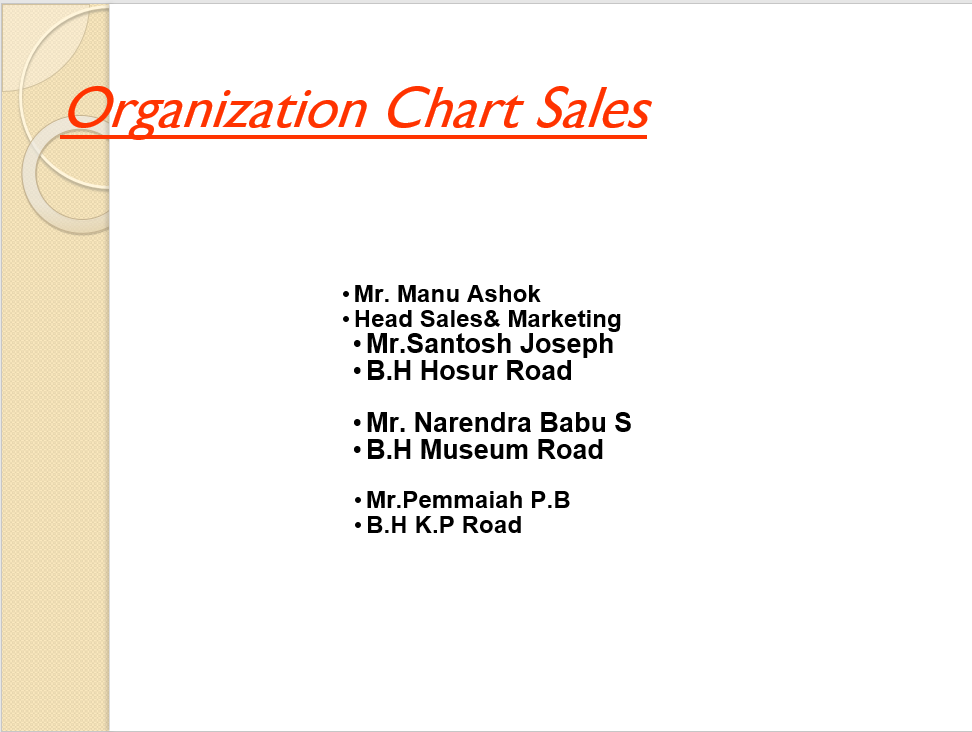 Organization Chart Sales
• Mr. Manu Ashok
• Head Sales& Marketing
• Mr.Santosh Joseph
• B.H Hosur Road
• Mr. Narendra Babu S
• B.H Museum Road
• Mr.Pemmaiah P.B
• B.H K.P Road